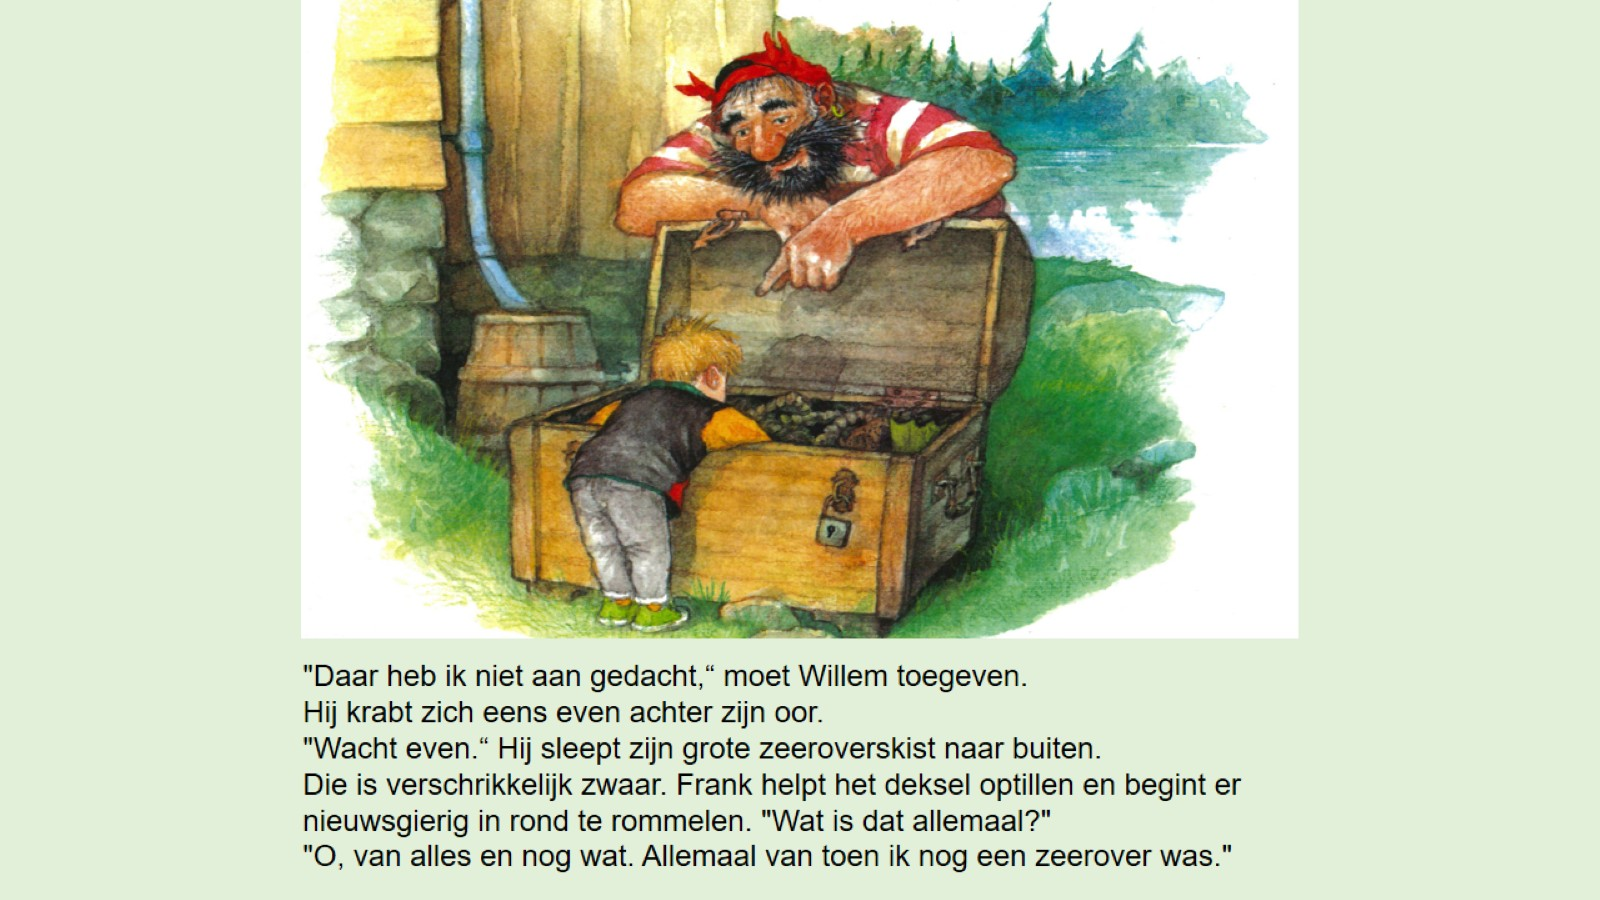 "Daar heb ik niet aan gedacht,“ moet Willem toegeven.
Hij krabt zich eens even achter zijn oor.
"Wacht even.“ Hij sleept zijn grote zeeroverskist naar buiten.
Die is verschrikkelijk zwaar. Frank helpt het deksel optillen en begint er
nieuwsgierig in rond te rommelen. "Wat is dat allemaal?"
"O, van alles en nog wat. Allemaal van toen ik nog een zeerover was."